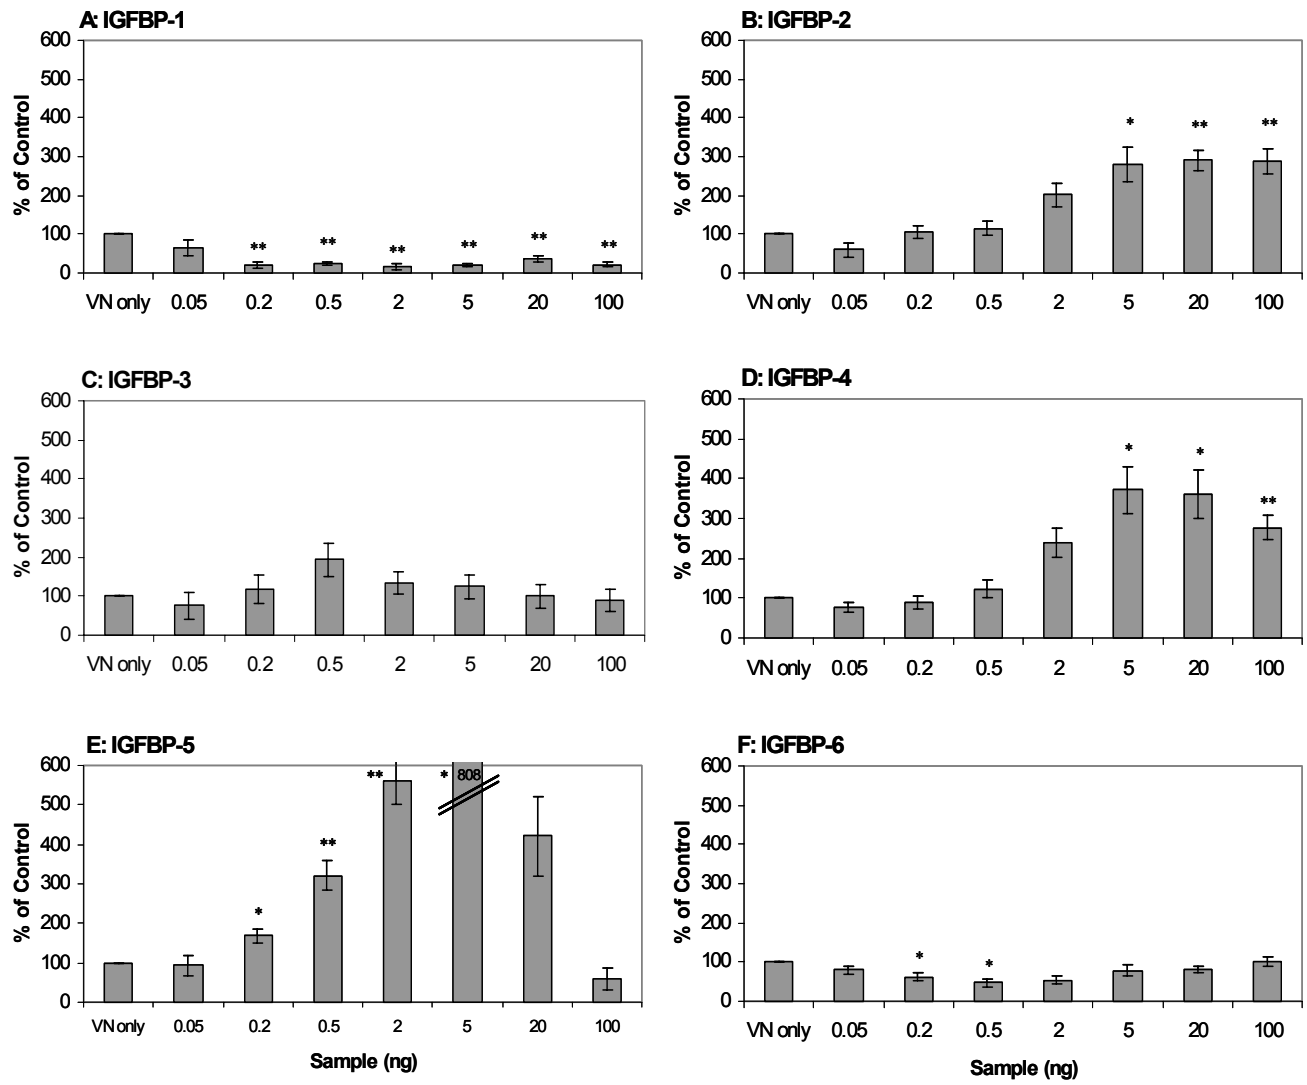 A: IGFBP-1
600
500
400
300
200
100
0
% of Control
** ** ** ** ** **
VN only 0.05 0.2 0.5 2 5 20 100
B: IGFBP-2
600
500
400
300
200
100
0
% of Control
* ** **
VN only 0.05 0.2 0.5 2 5 20 100
C: IGFBP-3
600
500
400
300
200
100
0
% of Control
VN only 0.05 0.2 0.5 2 5 20 100
D: IGFBP-4
600
500
400
300
200
100
0
% of Control
* * **
VN only 0.05 0.2 0.5 2 5 20 100
E: IGFBP-5
600
500
400
300
200
100
0
% of Control
* ** ** * 808
VN only 0.05 0.2 0.5 2 5 20 100
Sample (ng)
F: IGFBP-6
600
500
400
300
200
100
0
% of Control
* *
VN only 0.05 0.2 0.5 2 5 20 100
Sample (ng)